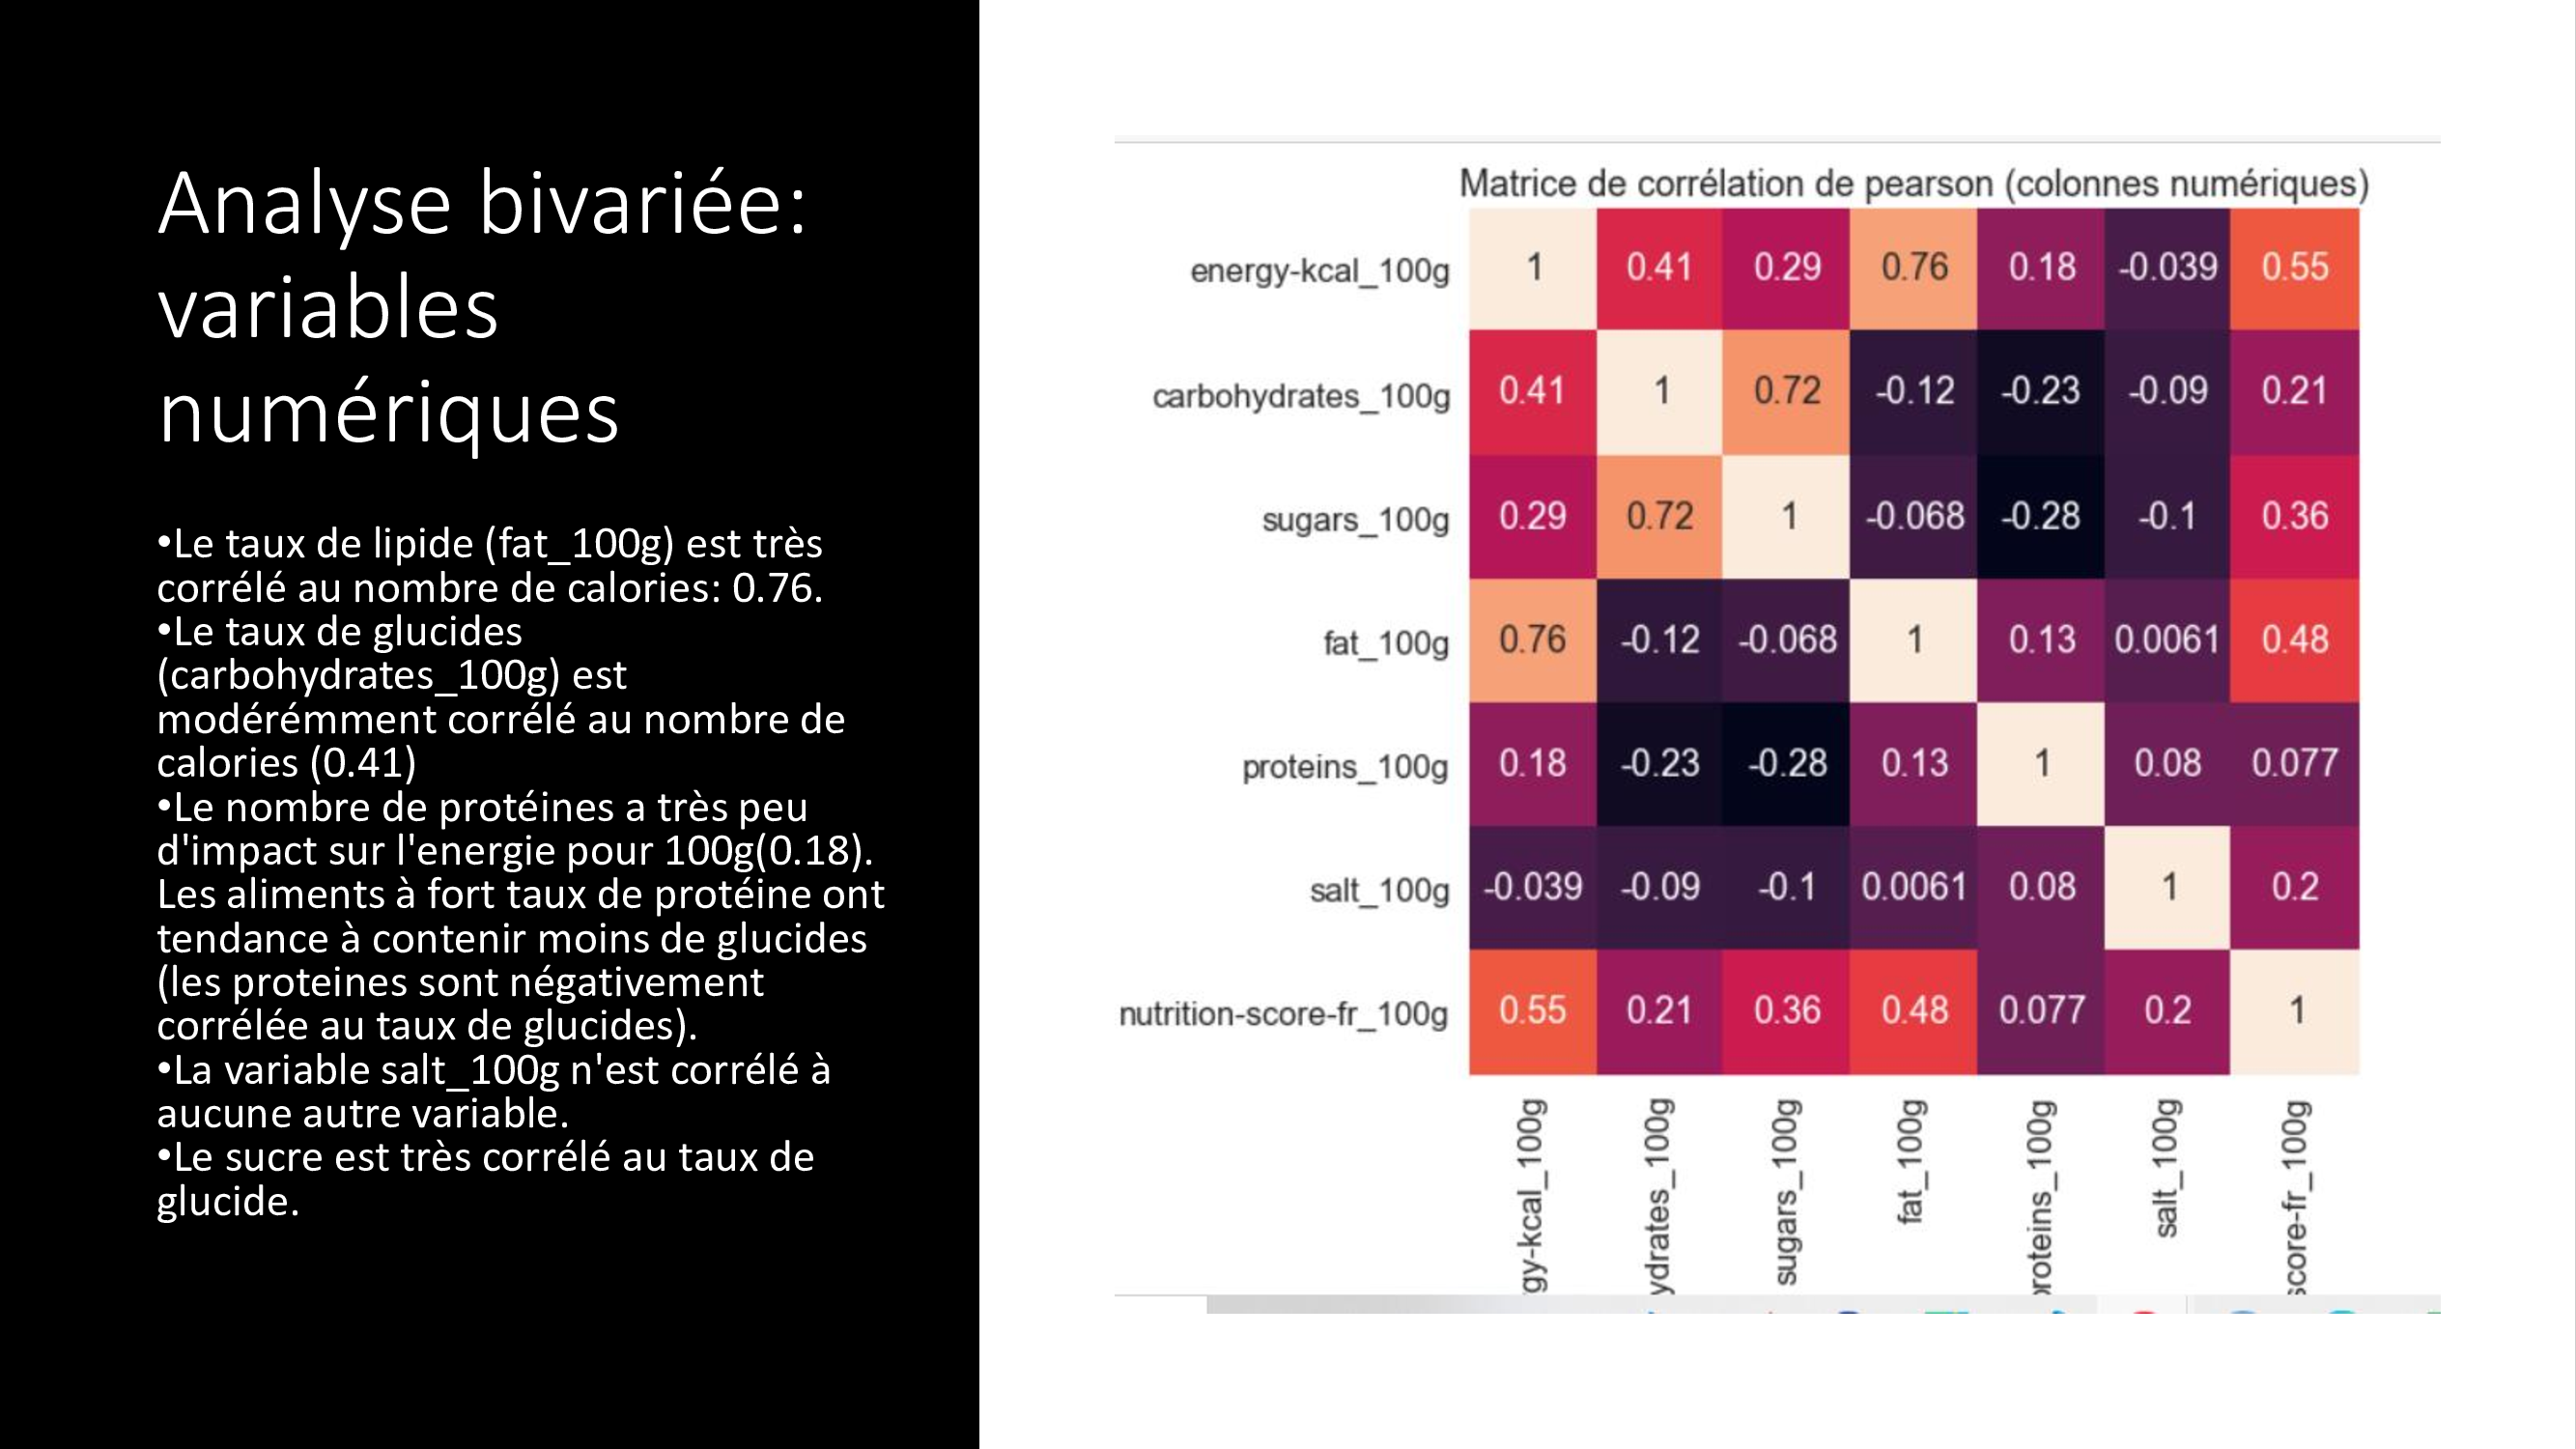 Analyse bivariée:
variables
numériques
•Le taux de lipide (fat_100g) est très
corrélé au nombre de calories: 0.76.
•Le taux de glucides
(carbohydrates_100g) est
modérémment corrélé au nombre de
calories (0.41)
•Le nombre de protéines a très peu
d'impact sur l'energie pour 100g(0.18).
Les aliments à fort taux de protéine ont
tendance à contenir moins de glucides
(les proteines sont négativement
corrélée au taux de glucides).
•La variable salt_100g n'est corrélé à
aucune autre variable.
•Le sucre est très corrélé au taux de
glucide.
Matrice de corrélation de pearson (colonnes numériques)
energy-kcal_100g 1 0.41 0.29 0.76 0.18 -0.039 0.55
carbohydrates_100g 0.41 1 0.72 -0.12 -0.23 -0.09 0.21
sugars_100g 0.29 0.72 1 -0.068 -0.28 -0.1 0.36
fat_100g 0.76 -0.12 -0.068 1 0.13 0.0061 0.48
proteins_100g 0.18 -0.23 -0.28 0.13 1 0.08 0.077
salt_100g -0.039 -0.09 -0.1 0.0061 0.08 1 0.2
nutrition-score-fr_100g 0.55 0.21 0.36 0.48 0.077 0.2 1
gy-kcal_100g
ydrates_100g
sugars_100g
fat_100g
proteins_100g
salt_100g
score-fr_100g